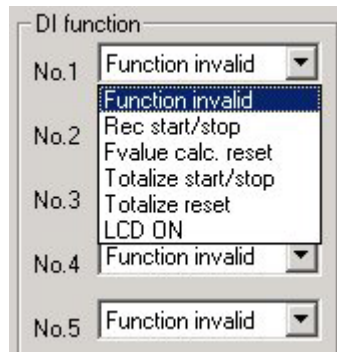 DI function
No.1 Function invalid
Function invalid
Rec start/stop
No.2
Fvalue calc. reset
Totalize start/stop
No.3
Totalize reset
LCD ON
No.4 Function invalid
No.5 Function invalid